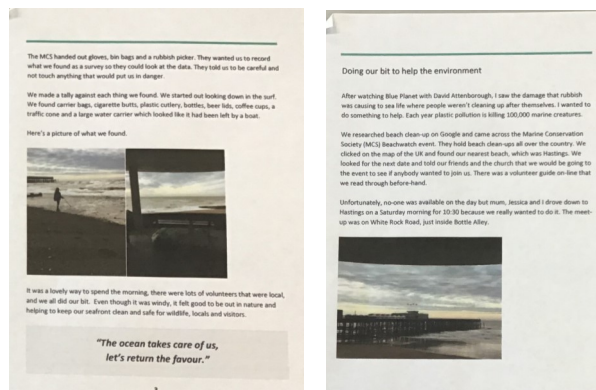 The MCS handed out gloves, bin bags and a rubbish picker. They wanted us to record
what we found as a survey so they could look at the data. They told us to be careful and
not touch anything that would put us in danger.
We made a tally against each thing we found. We started out looking down in the surf.
We found carrier bags, cigarette butts, plastic cutlery, bottles, beer lids, coffee cups, a
traffic cone and a large water carrier which looked like it had been left by a boat.
Here's a picture of what we found.
It was a lovely way to spend the morning, there were lots of volunteers that were local,
and we all did our bit. Even though it was windy, it felt good to be out in nature and
helping to keep our seafront clean and safe for wildlife, locals and visitors.
"The ocean takes care of us,
let's return the favour."
Doing our bit to help the environment
After watching Blue Planet with David Attenborough, I saw the damage that rubbish
was causing to sea life where people weren't cleaning up after themselves. I wanted to
do something to help. Each year plastic pollution is killing 100,000 marine creatures.
We researched beach clean-up on Google and came across the Marine Conservation
Society (MCS) Beachwatch event. They hold beach clean-ups all over the country. We
clicked on the map of the UK and found our nearest beach, which was Hastings. We
looked for the next date and told our friends and the church that we would be going to
the event to see if anybody wanted to join us. There was a volunteer guide on-line that
we read through before-hand.
Unfortunately, no-one was available on the day but mum, Jessica and I drove down to
Hastings on a Saturday morning for 10:30 because we really wanted to do it. The meet-
up was on White Rock Road, just inside Bottle Alley.